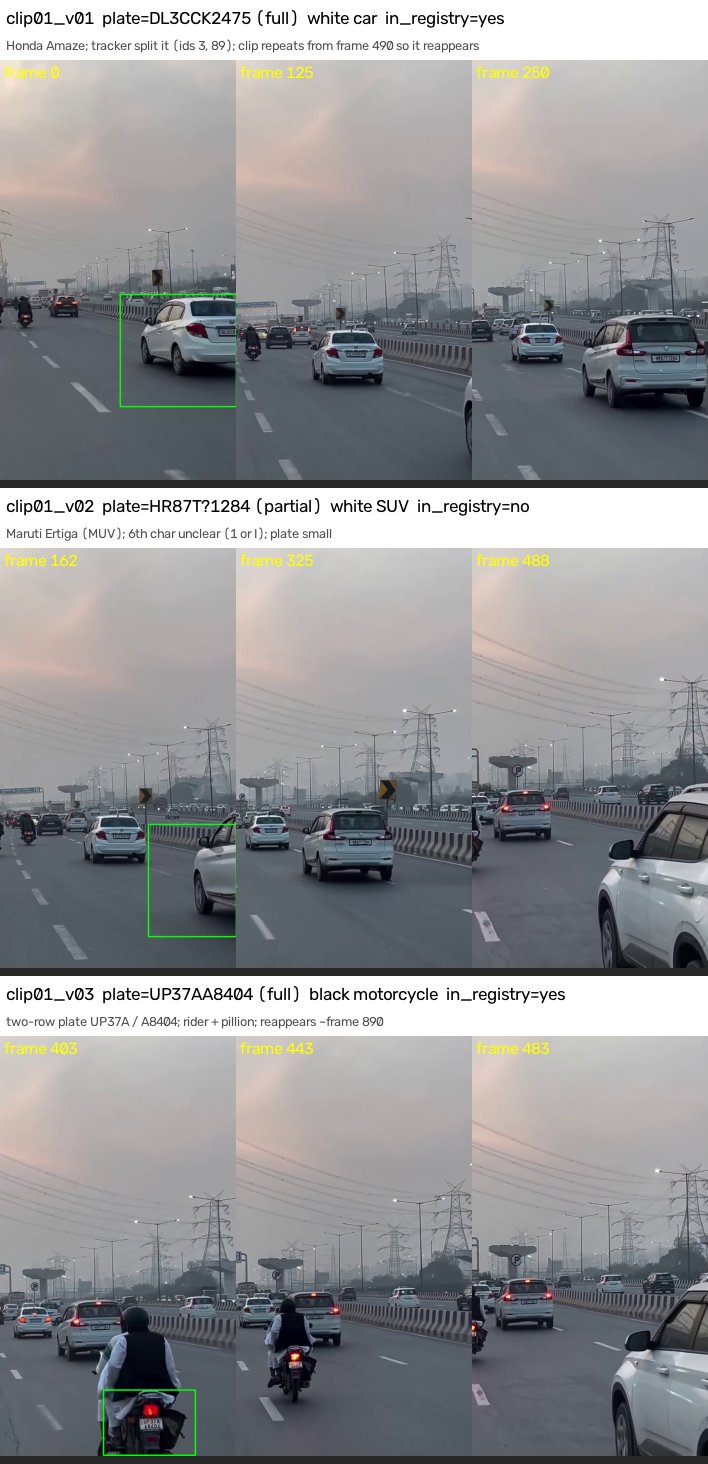 clip01_v01 plate=DL3CCK2475 (full) white car in_registry=yes
Honda Amaze; tracker split it (ids 3, 89); clip repeats from frame 490 so it reappears
frame 0
frame 125
frame 250
clip01_v02 plate=HR87T?1284 (partial) white SUV in_registry=no
Maruti Ertiga (MUV); 6th char unclear (1 or I); plate small
frame 162
frame 325
frame 488
clip01_v03 plate=UP37AA8404 (full) black motorcycle in_registry=yes
two-row plate UP37A / A8404; rider + pillion; reappears ~frame 890
frame 403
frame 443
frame 483